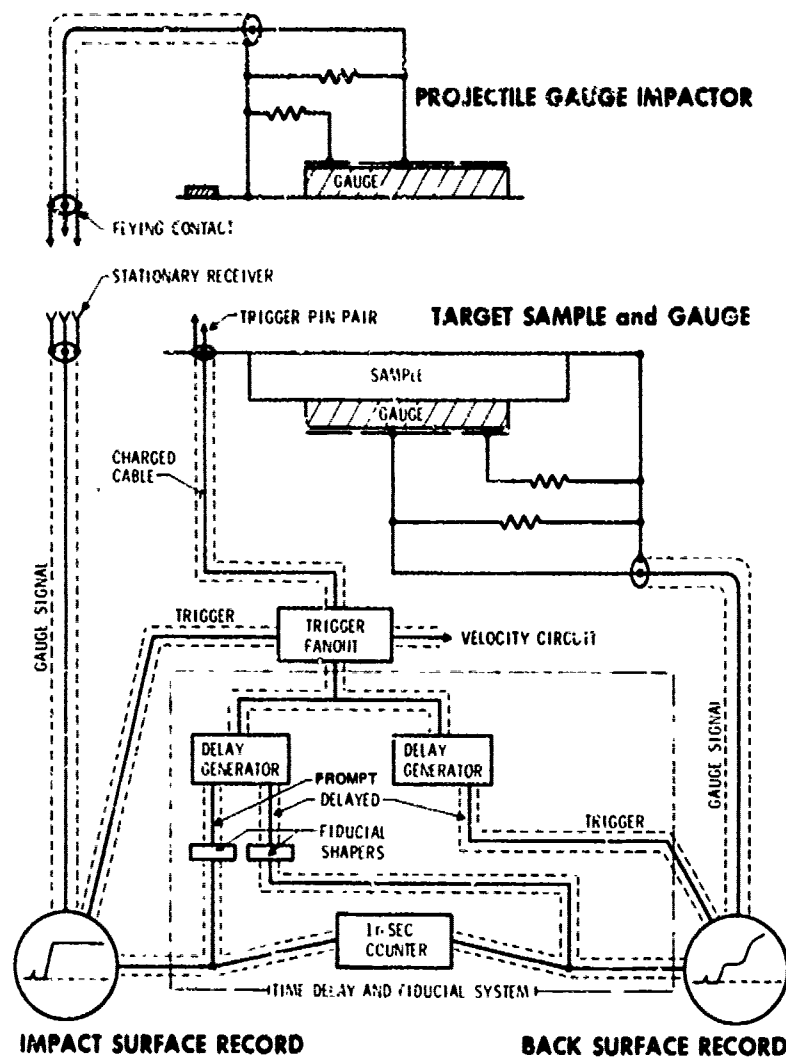 PROJECTILE GAUGE IMPACTOR
GAUGE
FLYING CONTACT
STATIONARY RECEIVER
TRIGGER PIN PAIR
TARGET SAMPLE and GAUGE
SAMPLE
GAUGE
CHARGED
CABLE
GAUGE SIGNAL
TRIGGER
TRIGGER
FANOUT
VELOCITY CIRCUIT
GAUGE SIGNAL
DELAY
GENERATOR
DELAY
GENERATOR
PROMPT
DELAYED
FIDUCIAL
SHAPERS
TRIGGER
1 n-SEC
COUNTER
TIME DELAY AND FIDUCIAL SYSTEM
IMPACT SURFACE RECORD
BACK SURFACE RECORD